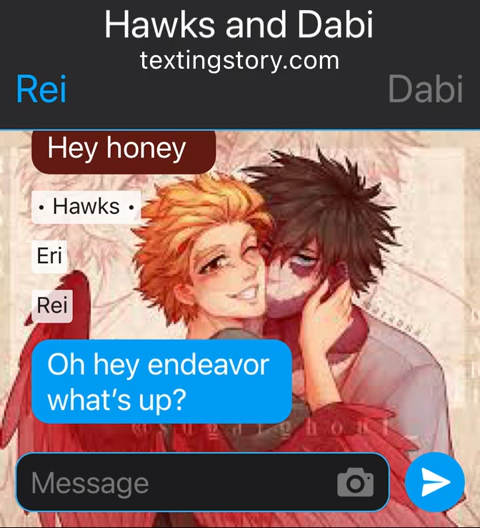 Hawks and Dabi
textingstory.com
Rei
Dabi
Hey honey
• Hawks •
Eri
Rei
Oh hey endeavor
what's up?
Message